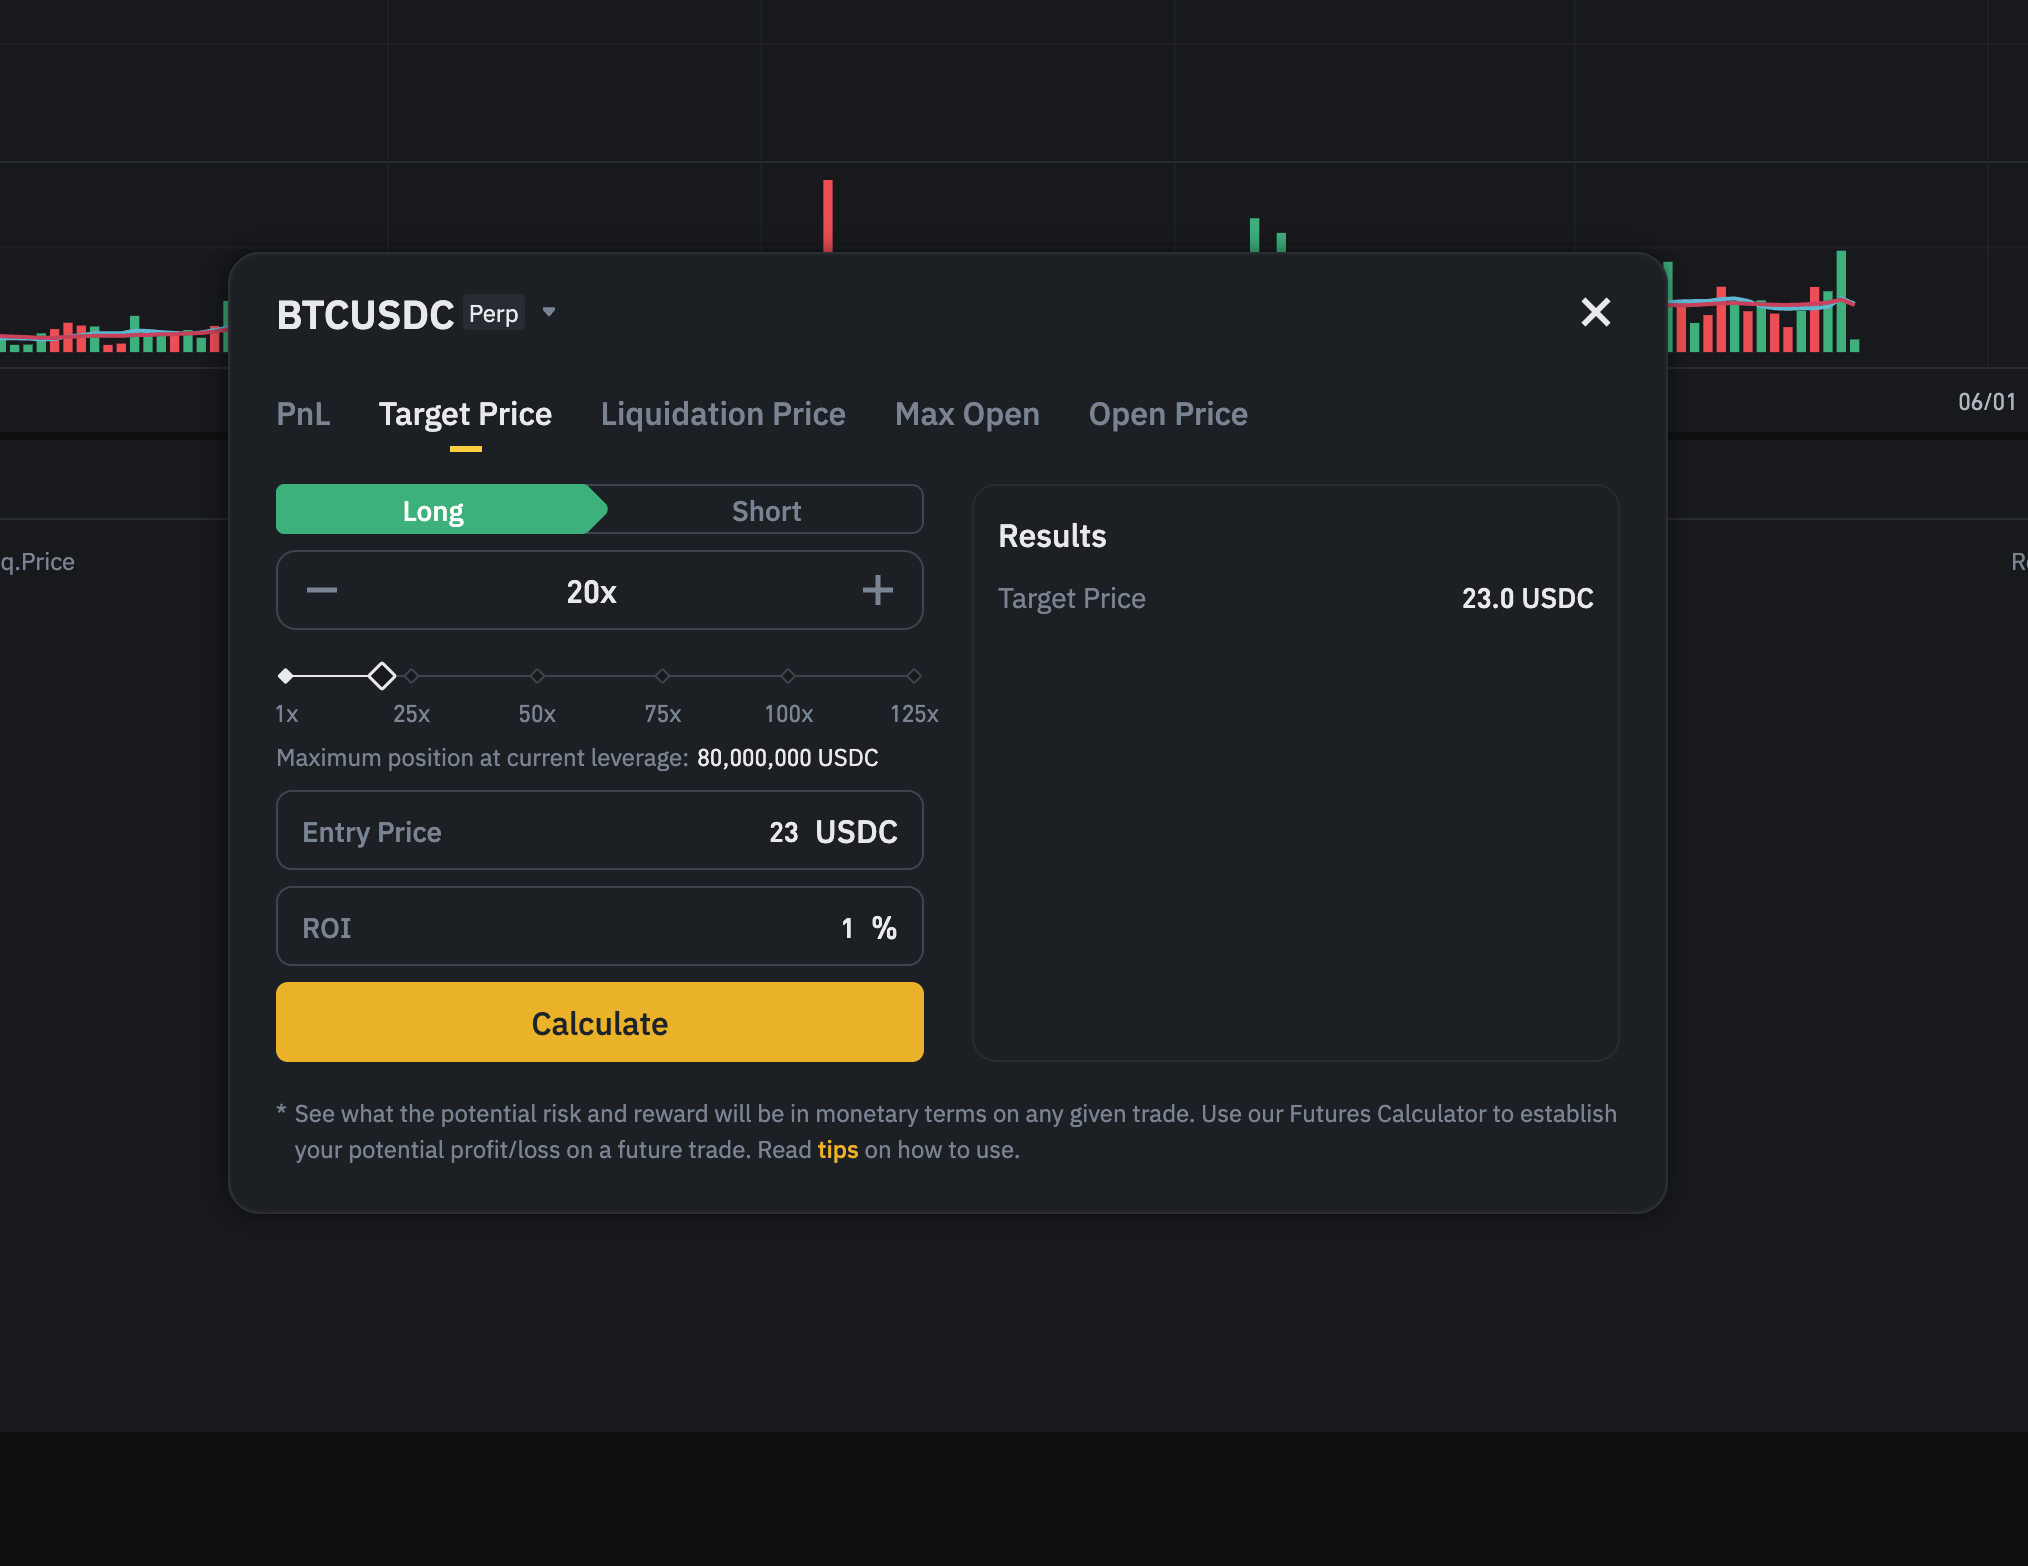 BTCUSDC Perp
06/01
PnL Target Price Liquidation Price Max Open Open Price
Long Short
Results
q.Price
20x
Target Price 23.0 USDC
1x 25x 50x 75x 100x 125x
Maximum position at current leverage: 80,000,000 USDC
Entry Price 23 USDC
ROI 1 %
Calculate
* See what the potential risk and reward will be in monetary terms on any given trade. Use our Futures Calculator to establish
your potential profit/loss on a future trade. Read tips on how to use.